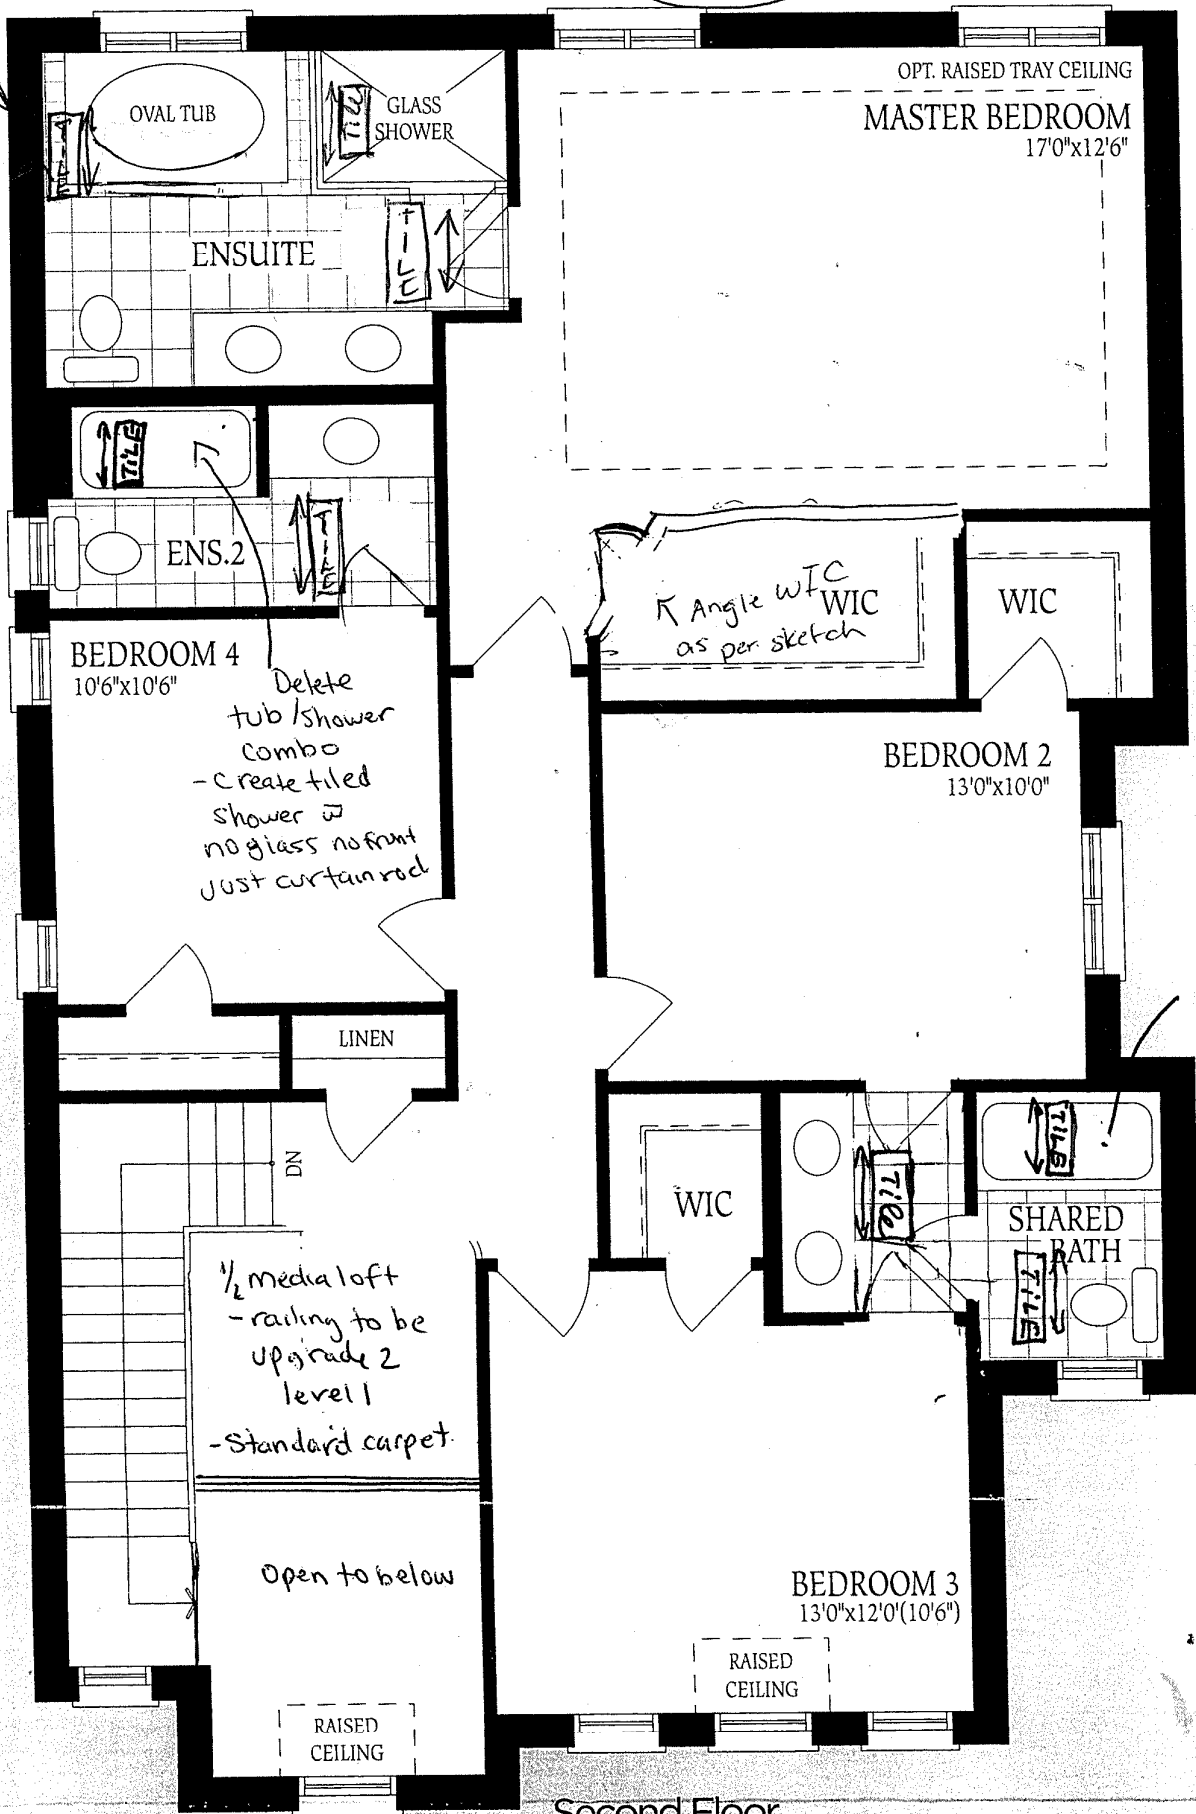 OPT. RAISED TRAY CEILING
MASTER BEDROOM
17'0"x12'6"
OVAL TUB
GLASS
SHOWER
TILE
TILE
ENSUITE
TILE
TILE
ENS.2
WIC
↖ Angle WIC
as per sketch
WIC
BEDROOM 4
10'6"x10'6"
Delete
tub/shower
combo
- Create tiled
shower w
no glass no front
just curtain rod
BEDROOM 2
13'0"x10'0"
LINEN
DN
WIC
TILE
Tile
SHARED
BATH
TILE
1/2 media loft
- railing to be
upgrade 2
level 1
- Standard carpet.
Open to below
BEDROOM 3
13'0"x12'0'(10'6")
RAISED
CEILING
RAISED
CEILING
Second Floor